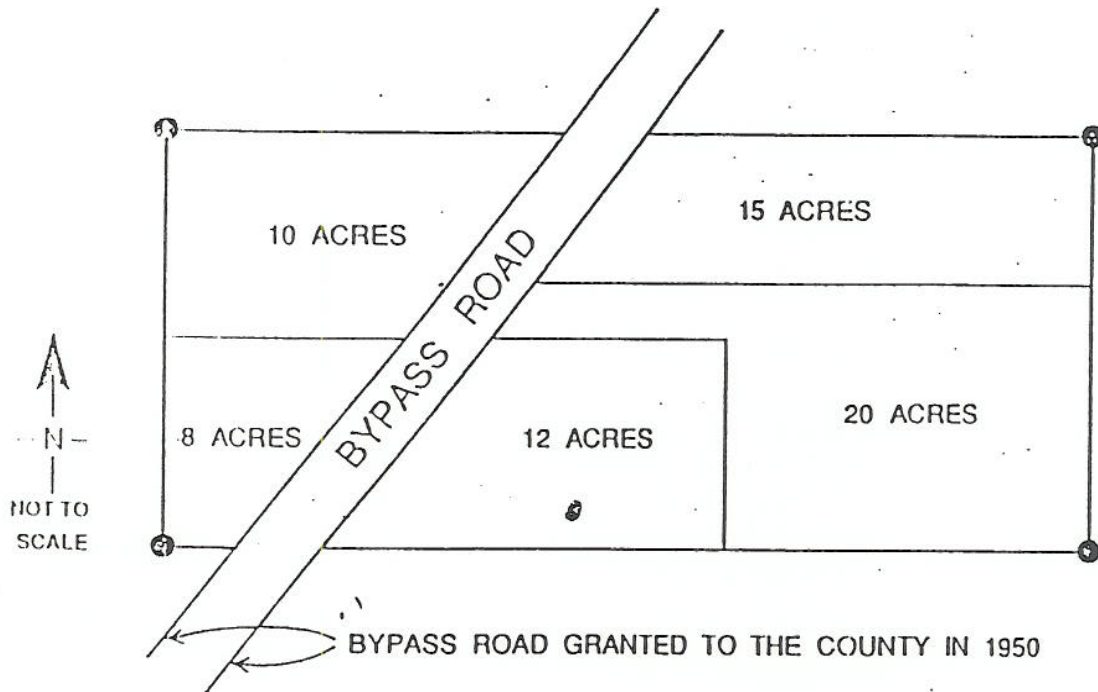 10 ACRES
15 ACRES
BYPASS ROAD
8 ACRES
12 ACRES
20 ACRES
N
NOT TO
SCALE
BYPASS ROAD GRANTED TO THE COUNTY IN 1950